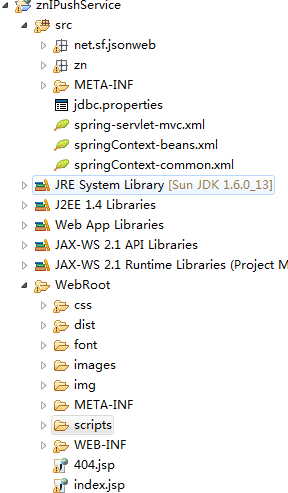 znIPushService
src
net.sf.jsonweb
zn
META-INF
jdbc.properties
spring-servlet-mvc.xml
springContext-beans.xml
springContext-common.xml
JRE System Library [Sun JDK 1.6.0_13]
J2EE 1.4 Libraries
Web App Libraries
JAX-WS 2.1 API Libraries
JAX-WS 2.1 Runtime Libraries (Project M
WebRoot
css
dist
font
images
img
META-INF
scripts
WEB-INF
404.jsp
index.jsp